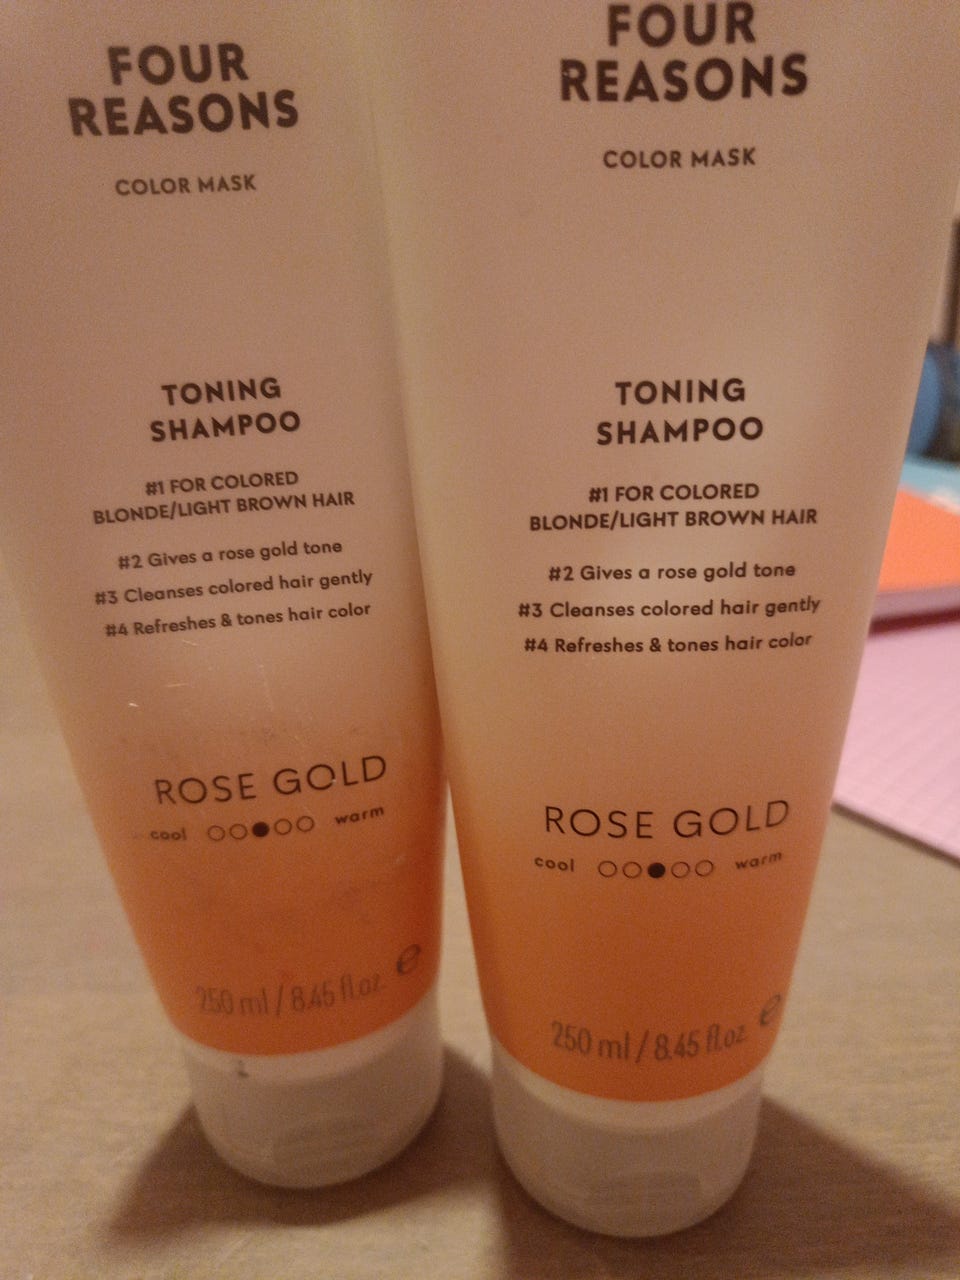 FOUR
REASONS
COLOR MASK
TONING
SHAMPOO
#1 FOR COLORED
BLONDE/LIGHT BROWN HAIR
#2 Gives a rose gold tone
#3 Cleanses colored hair gently
#4 Refreshes & tones hair color
ROSE GOLD
cool warm
250 ml / 8.45 fl.oz. ℮
FOUR
REASONS
COLOR MASK
TONING
SHAMPOO
#1 FOR COLORED
BLONDE/LIGHT BROWN HAIR
#2 Gives a rose gold tone
#3 Cleanses colored hair gently
#4 Refreshes & tones hair color
ROSE GOLD
cool warm
250 ml / 8.45 fl.oz. ℮